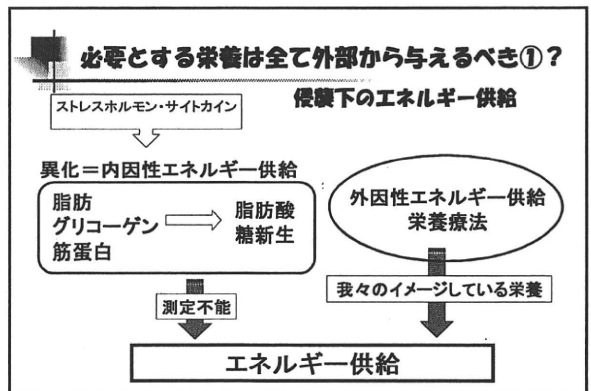 必要とする栄養は全て外部から与えるべき①？
侵襲下のエネルギー供給
ストレスホルモン・サイトカイン
異化＝内因性エネルギー供給
脂肪
グリコーゲン
筋蛋白
脂肪酸
糖新生
外因性エネルギー供給
栄養療法
測定不能
我々のイメージしている栄養
エネルギー供給